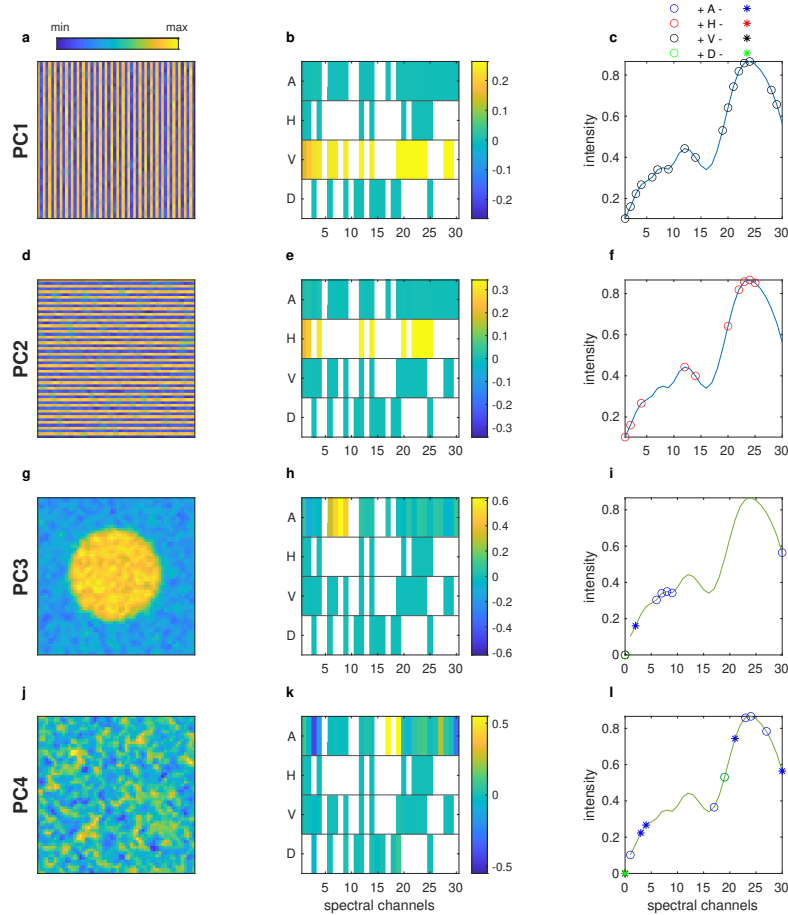 + A -
+ H -
+ V -
+ D -
min max
a b c
PC1
A
H
V
D
5 10 15 20 25 30
0.2
0.1
0
-0.1
-0.2
intensity
0.8
0.6
0.4
0.2
5 10 15 20 25 30
d e f
PC2
A
H
V
D
5 10 15 20 25 30
0.3
0.2
0.1
0
-0.1
-0.2
-0.3
intensity
0.8
0.6
0.4
0.2
5 10 15 20 25 30
g h i
PC3
A
H
V
D
5 10 15 20 25 30
0.6
0.4
0.2
0
-0.2
-0.4
-0.6
intensity
0.8
0.6
0.4
0.2
0
0 5 10 15 20 25 30
j k l
PC4
A
H
V
D
5 10 15 20 25 30
spectral channels
0.5
0
-0.5
intensity
0.8
0.6
0.4
0.2
0
0 5 10 15 20 25 30
spectral channels